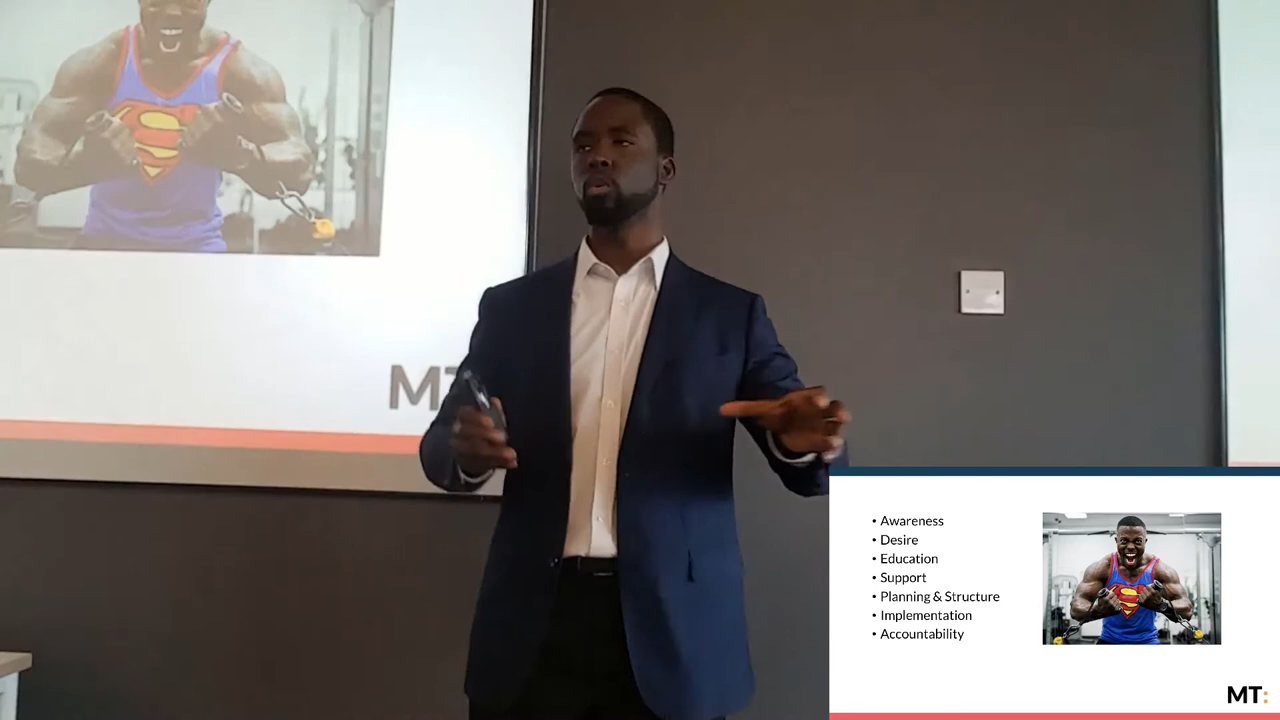 MT
• Awareness
• Desire
• Education
• Support
• Planning & Structure
• Implementation
• Accountability
MT: